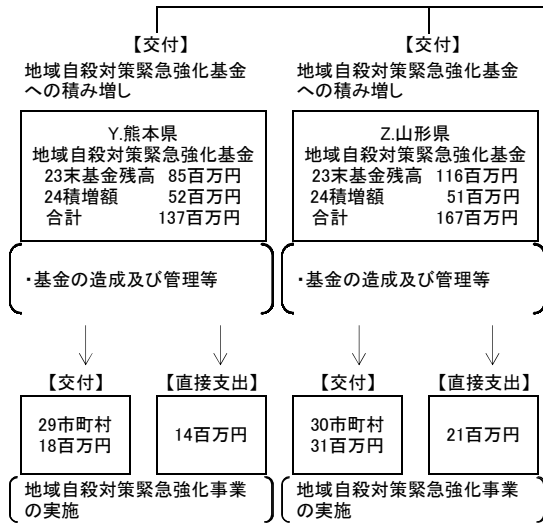 【交付】
地域自殺対策緊急強化基金
への積み増し
Y.熊本県
地域自殺対策緊急強化基金
23末基金残高 85百万円
24積増額 52百万円
合計 137百万円
・基金の造成及び管理等
【交付】
29市町村
18百万円
【直接支出】
14百万円
地域自殺対策緊急強化事業
の実施
【交付】
地域自殺対策緊急強化基金
への積み増し
Z.山形県
地域自殺対策緊急強化基金
23末基金残高 116百万円
24積増額 51百万円
合計 167百万円
・基金の造成及び管理等
【交付】
30市町村
31百万円
【直接支出】
21百万円
地域自殺対策緊急強化事業
の実施